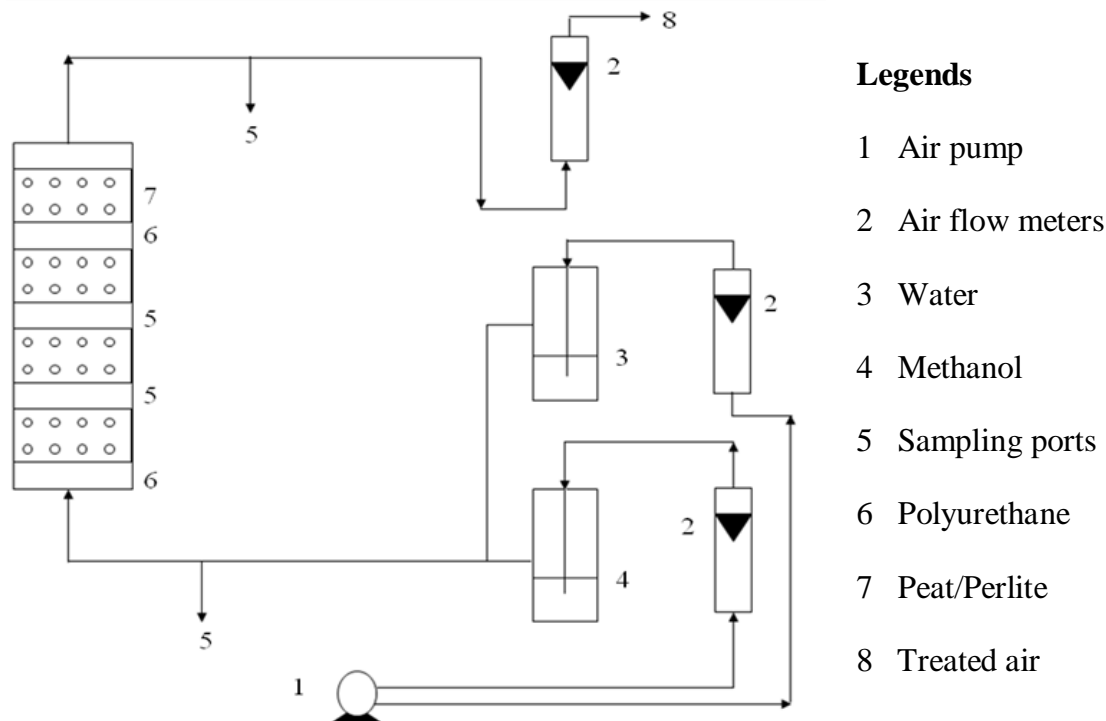 8
2
5
7
6
5
5
6
3
2
4
2
5
1
Legends
1 Air pump
2 Air flow meters
3 Water
4 Methanol
5 Sampling ports
6 Polyurethane
7 Peat/Perlite
8 Treated air